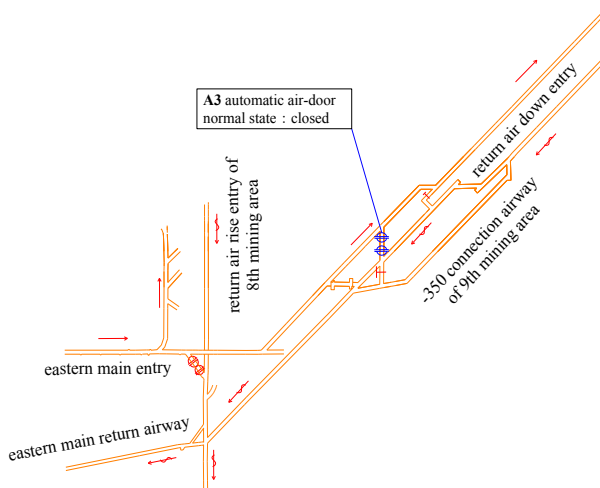 A3 automatic air-door
normal state : closed
return air down entry
return air rise entry of
8th mining area
-350 connection airway
of 9th mining area
eastern main entry
eastern main return airway